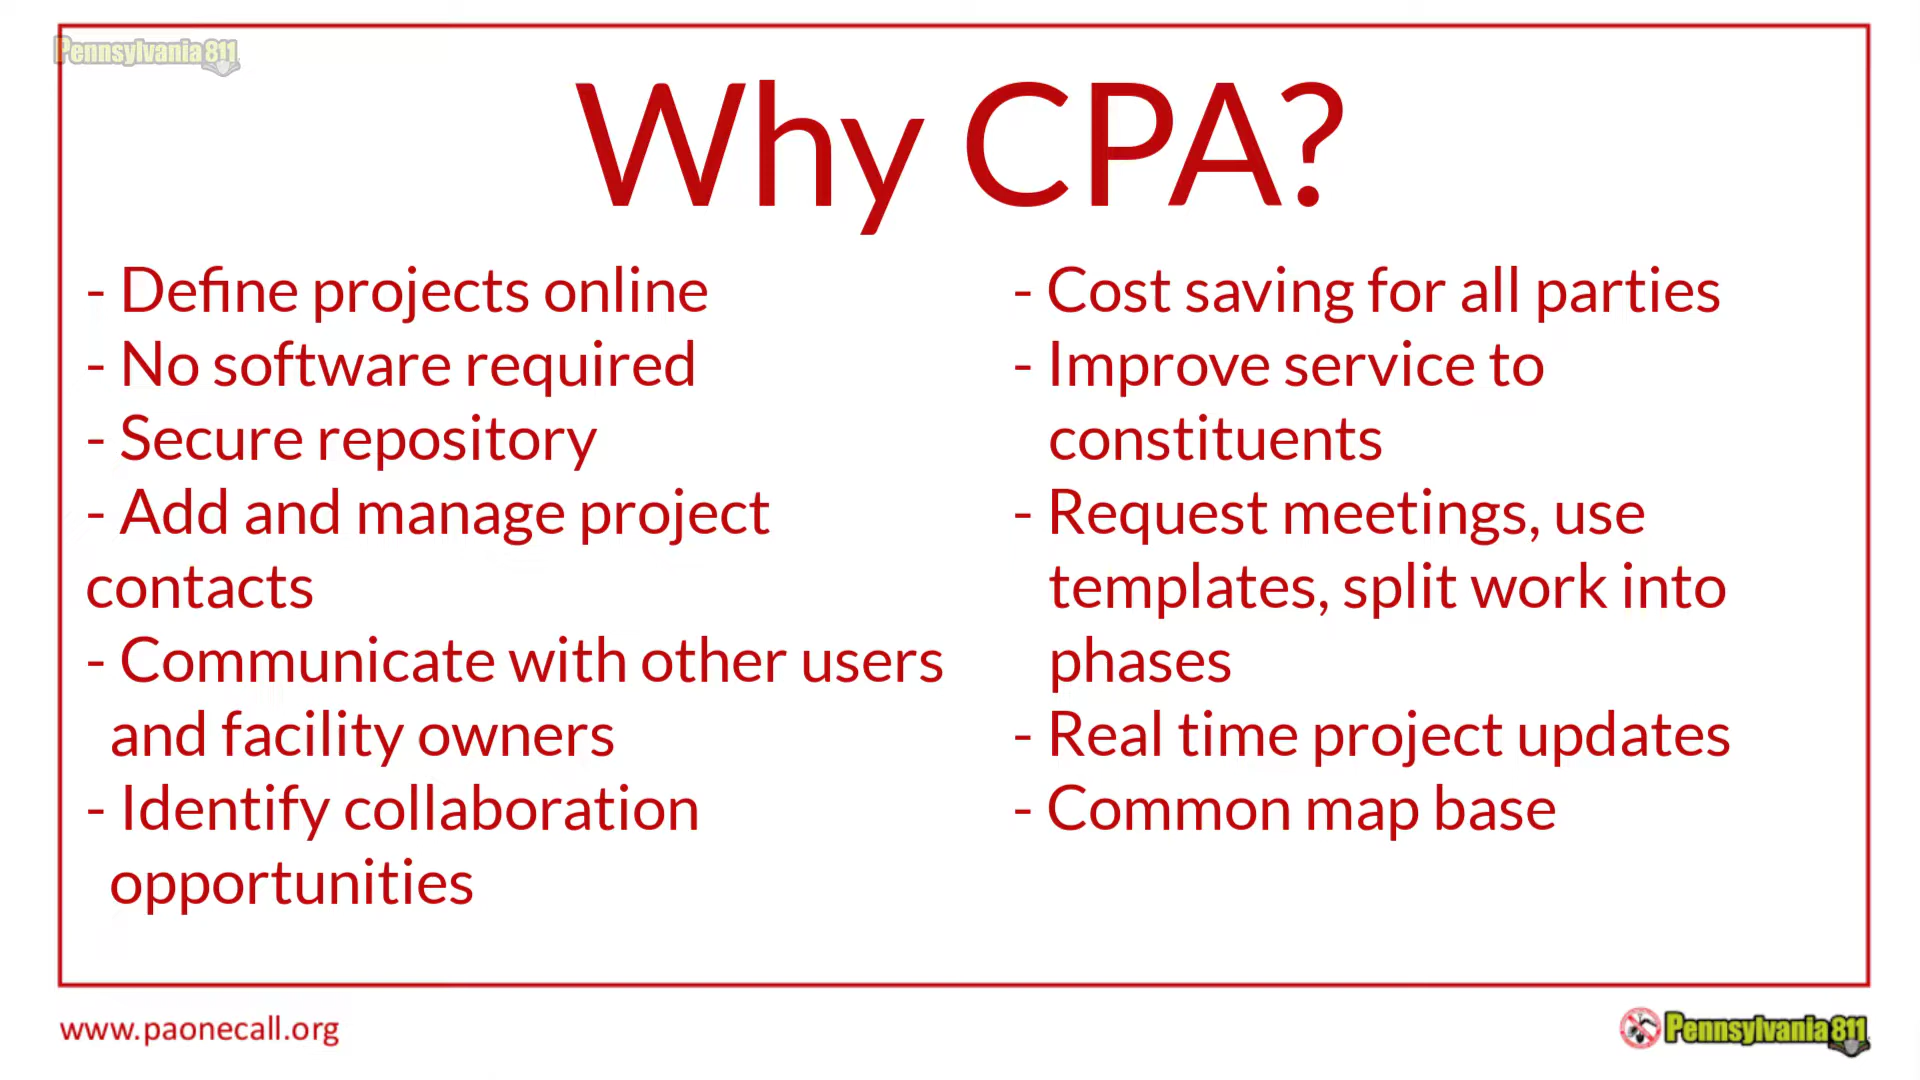 Pennsylvania 811
Why CPA?
- Define projects online
- No software required
- Secure repository
- Add and manage project
contacts
- Communicate with other users
and facility owners
- Identify collaboration
opportunities
- Cost saving for all parties
- Improve service to
constituents
- Request meetings, use
templates, split work into
phases
- Real time project updates
- Common map base
www.paonecall.org
Pennsylvania 811